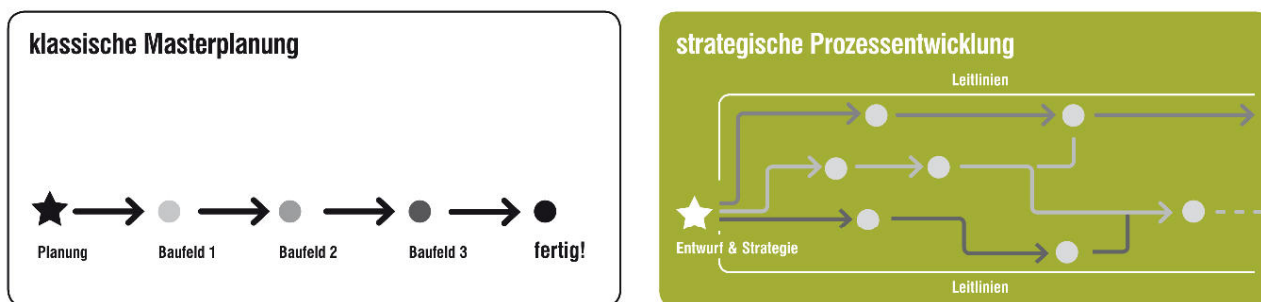 klassische Masterplanung
Planung
Baufeld 1
Baufeld 2
Baufeld 3
fertig!
strategische Prozessentwicklung
Leitlinien
Entwurf & Strategie
Leitlinien